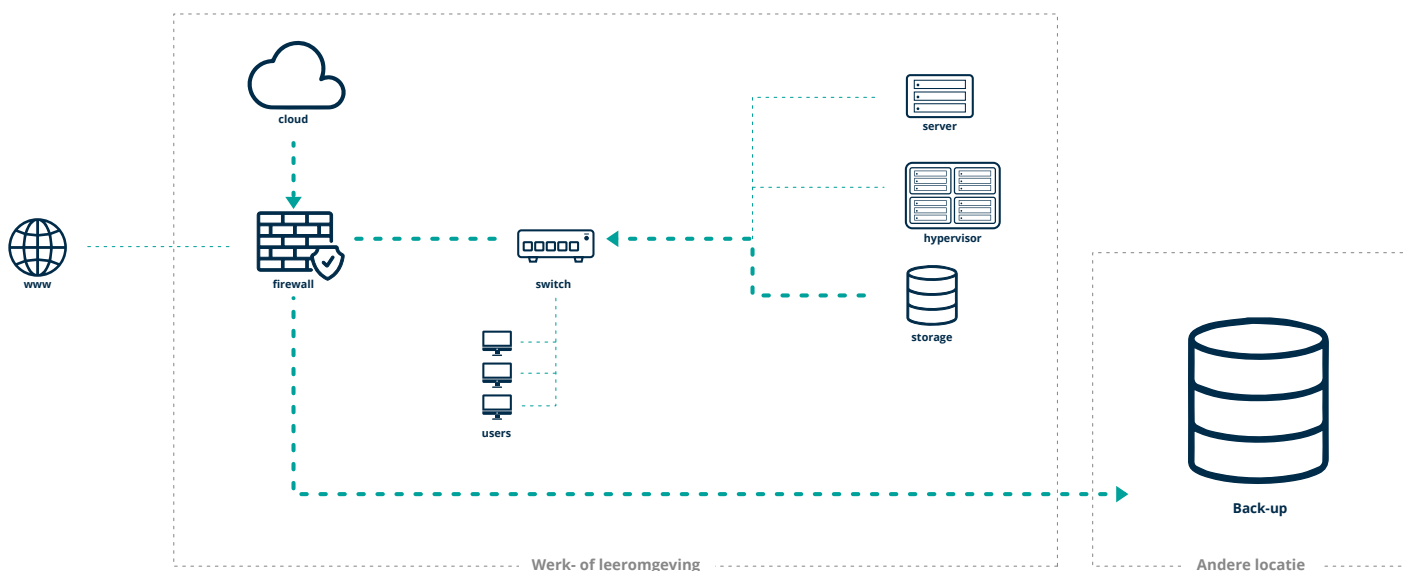 cloud
server
hypervisor
www
firewall
switch
storage
users
Back-up
Werk- of leeromgeving
Andere locatie